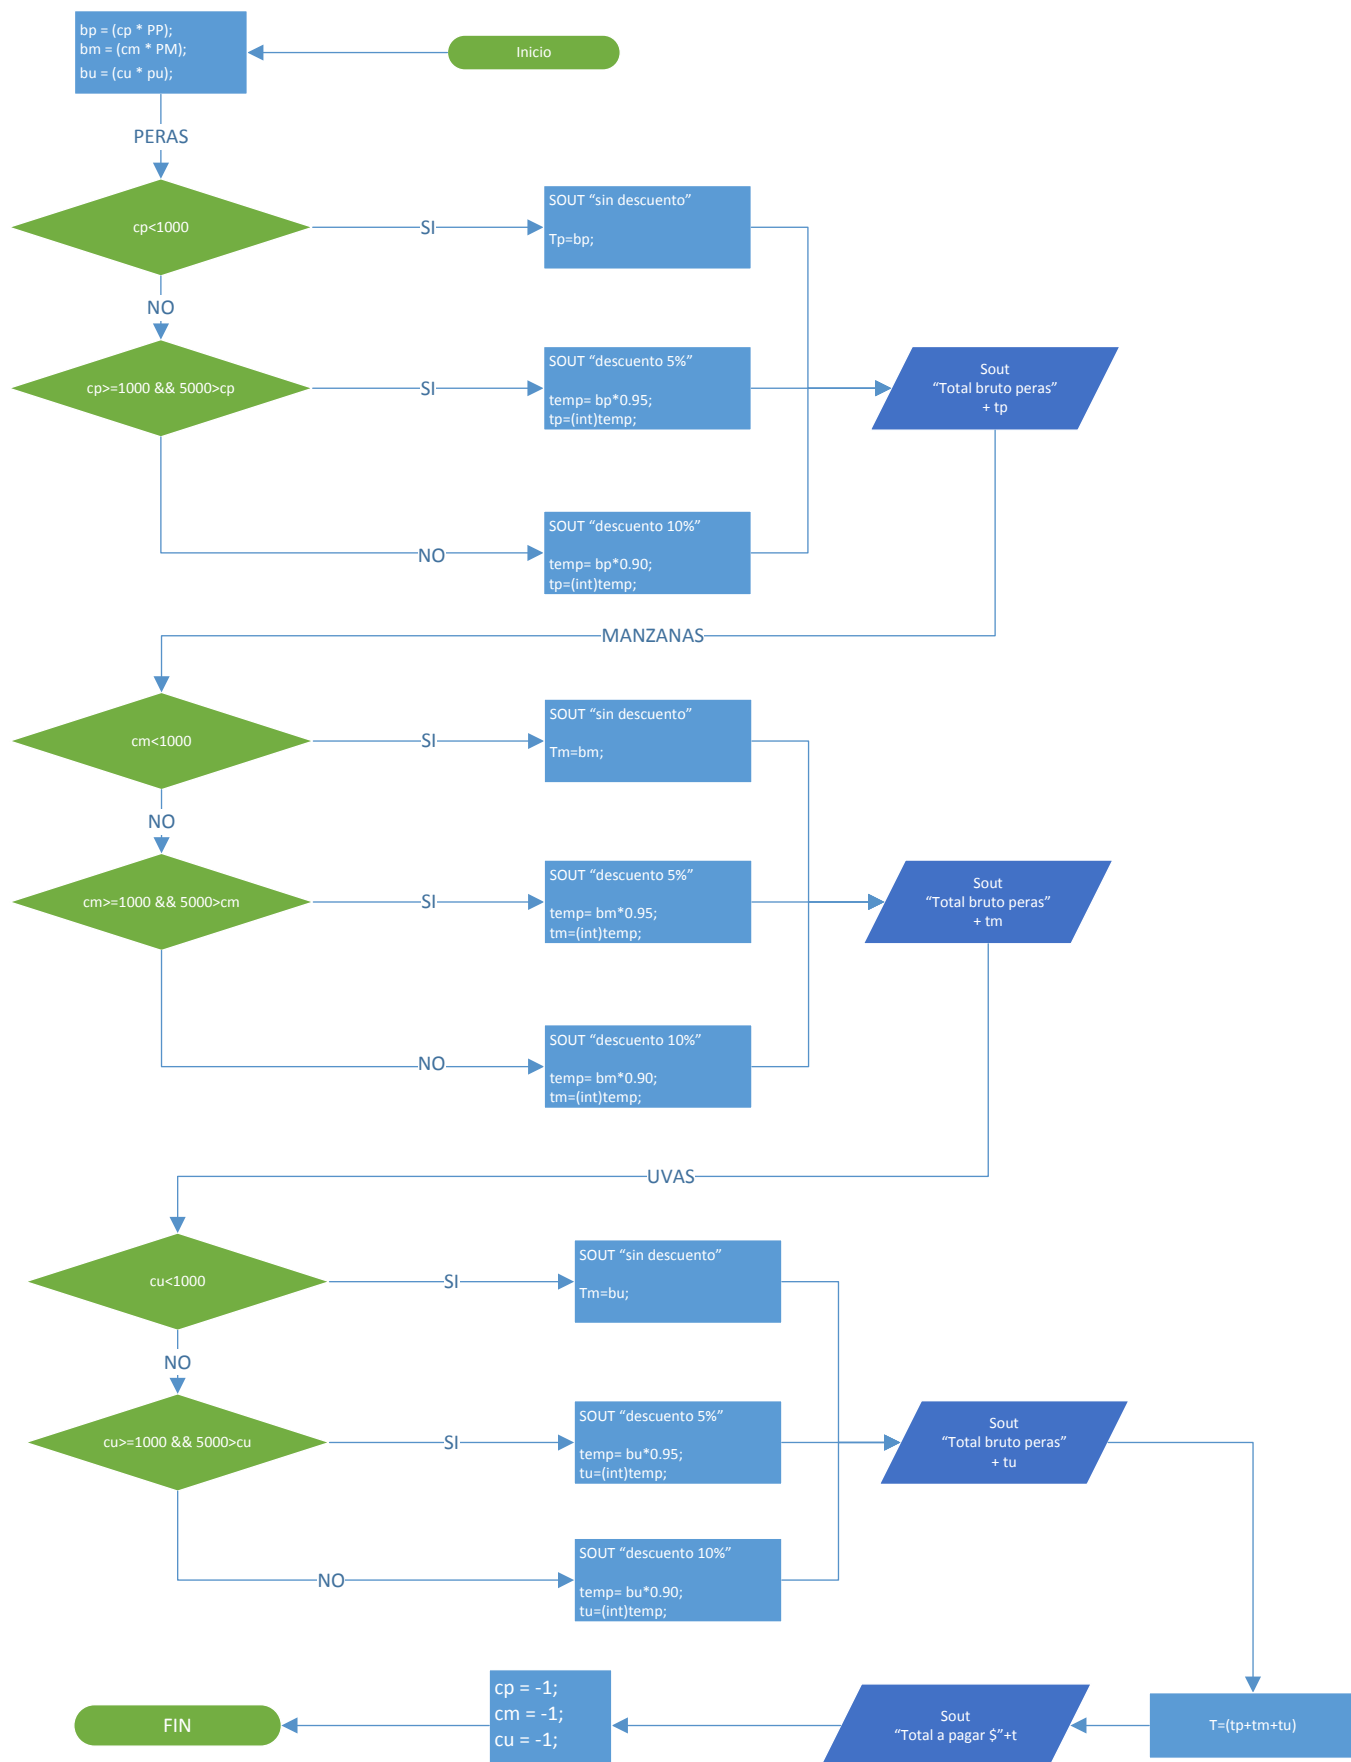 Inicio
bp = (cp * PP);
bm = (cm * PM);
bu = (cu * pu);
PERAS
cp<1000
SI
SOUT “sin descuento”
Tp=bp;
NO
cp>=1000 && 5000>cp
SI
SOUT “descuento 5%”
temp= bp*0.95;
tp=(int)temp;
Sout
“Total bruto peras”
+ tp
NO
SOUT “descuento 10%”
temp= bp*0.90;
tp=(int)temp;
MANZANAS
cm<1000
SI
SOUT “sin descuento”
Tm=bm;
NO
cm>=1000 && 5000>cm
SI
SOUT “descuento 5%”
temp= bm*0.95;
tm=(int)temp;
Sout
“Total bruto peras”
+ tm
NO
SOUT “descuento 10%”
temp= bm*0.90;
tm=(int)temp;
UVAS
cu<1000
SI
SOUT “sin descuento”
Tm=bu;
NO
cu>=1000 && 5000>cu
SI
SOUT “descuento 5%”
temp= bu*0.95;
tu=(int)temp;
Sout
“Total bruto peras”
+ tu
NO
SOUT “descuento 10%”
temp= bu*0.90;
tu=(int)temp;
T=(tp+tm+tu)
Sout
“Total a pagar $”+t
cp = -1;
cm = -1;
cu = -1;
FIN